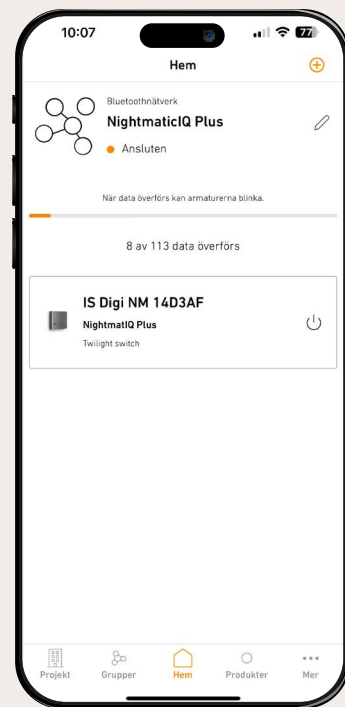 10:07
77
Hem
Bluetoothnätverk
NightmaticIQ Plus
Ansluten
När data överförs kan armaturerna blinka.
8 av 113 data överförs
IS Digi NM 14D3AF
NightmatIQ Plus
Twilight switch
Projekt
Grupper
Hem
Produkter
Mer